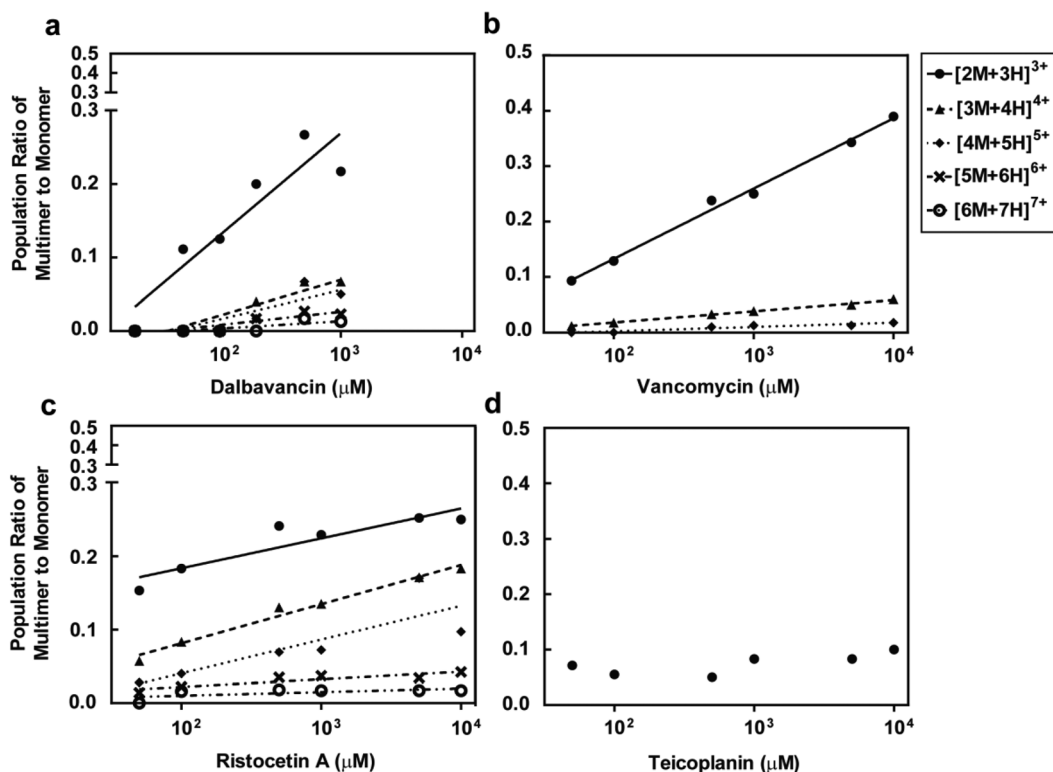 a
Population Ratio of
Multimer to Monomer
0.5
0.4
0.3
0.3
0.2
0.1
0.0
10²
10³
10⁴
Dalbavancin (μM)
b
0.5
0.4
0.3
0.2
0.1
0.0
10²
10³
10⁴
Vancomycin (μM)
[2M+3H]³⁺
[3M+4H]⁴⁺
[4M+5H]⁵⁺
[5M+6H]⁶⁺
[6M+7H]⁷⁺
c
Population Ratio of
Multimer to Monomer
0.5
0.4
0.3
0.3
0.2
0.1
0.0
10²
10³
10⁴
Ristocetin A (μM)
d
0.5
0.4
0.3
0.2
0.1
0.0
10²
10³
10⁴
Teicoplanin (μM)